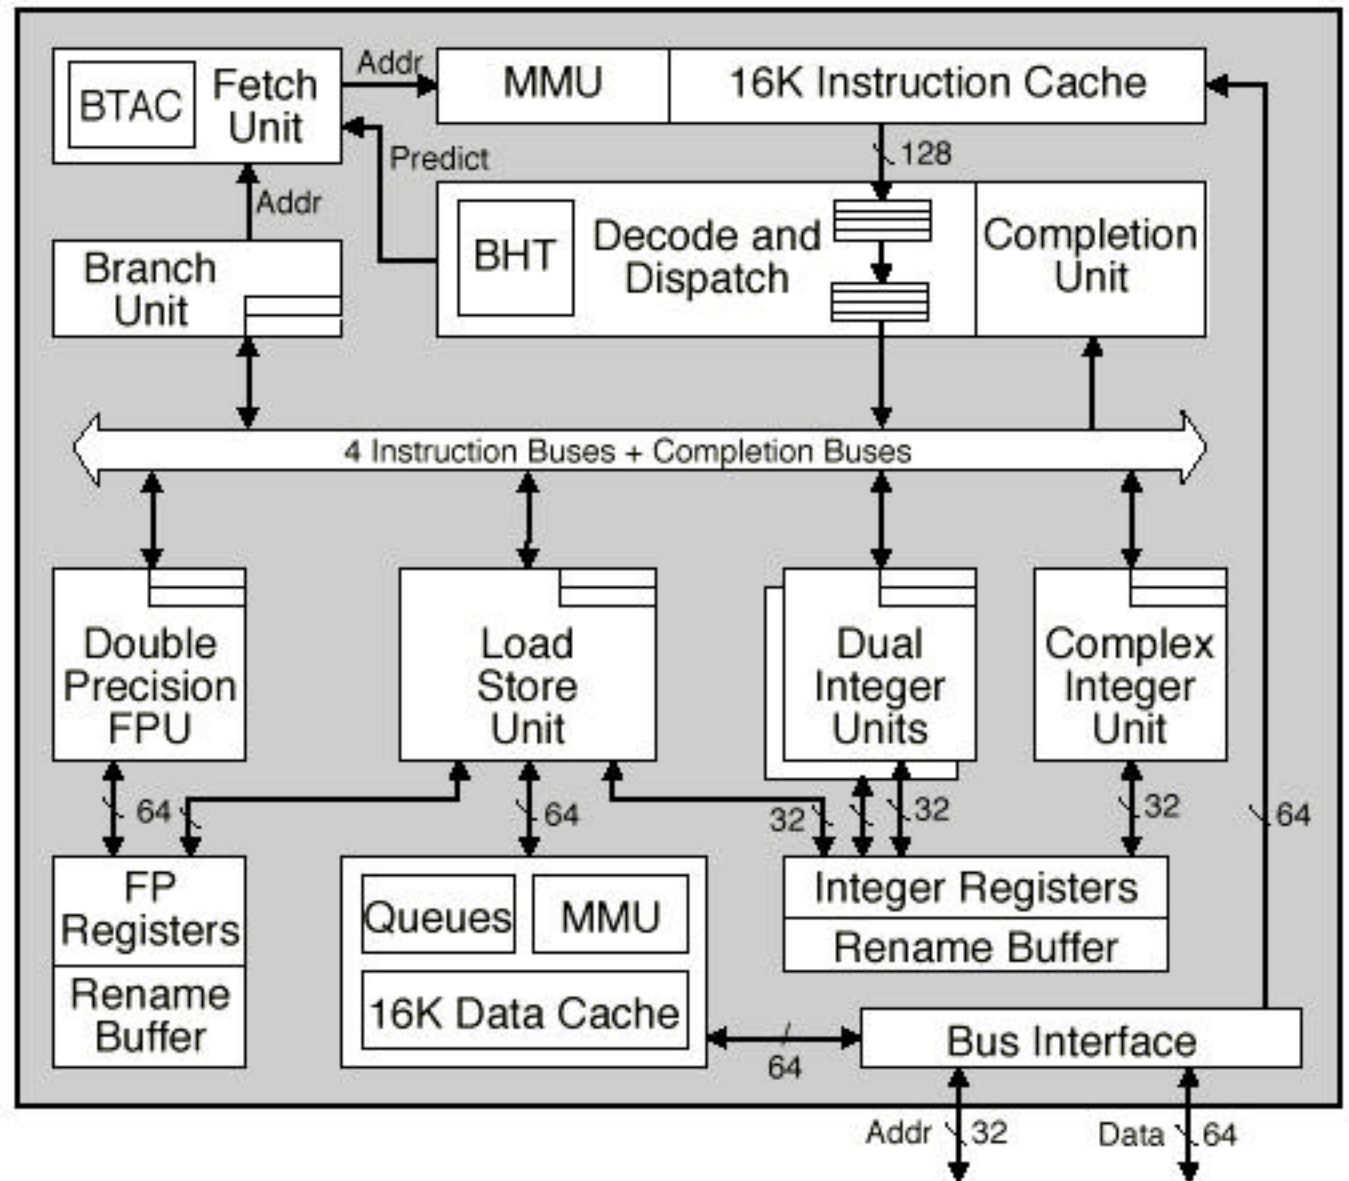 BTAC
Fetch
Unit
Addr
MMU
16K Instruction Cache
Predict
128
Addr
Branch
Unit
BHT
Decode and
Dispatch
Completion
Unit
4 Instruction Buses + Completion Buses
Double
Precision
FPU
Load
Store
Unit
Dual
Integer
Units
Complex
Integer
Unit
64
64
32
32
32
64
FP
Registers
Rename
Buffer
Queues
MMU
16K Data Cache
Integer Registers
Rename Buffer
64
Bus Interface
Addr
32
Data
64